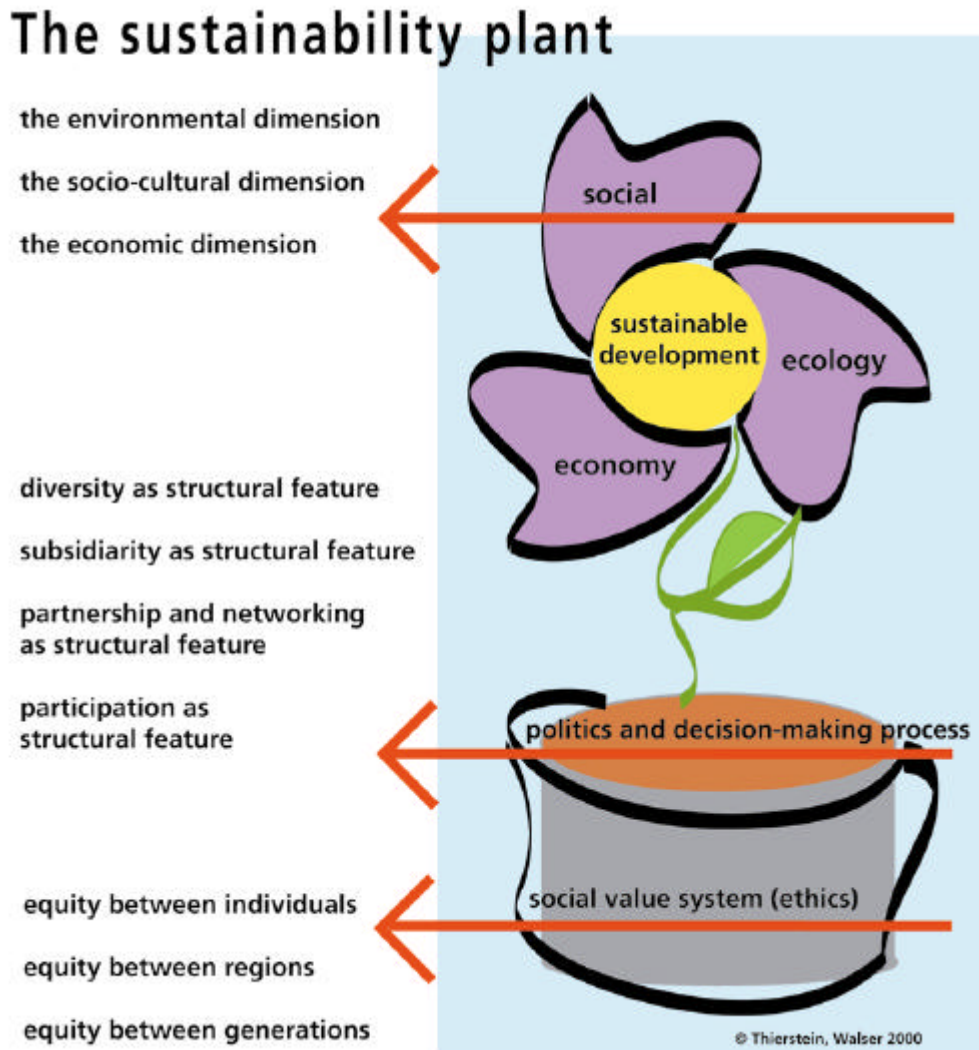 The sustainability plant
the environmental dimension
the socio-cultural dimension
the economic dimension
social
sustainable
development
ecology
economy
diversity as structural feature
subsidiarity as structural feature
partnership and networking
as structural feature
participation as
structural feature
politics and decision-making process
equity between individuals
equity between regions
equity between generations
social value system (ethics)
© Thierstein, Walser 2000